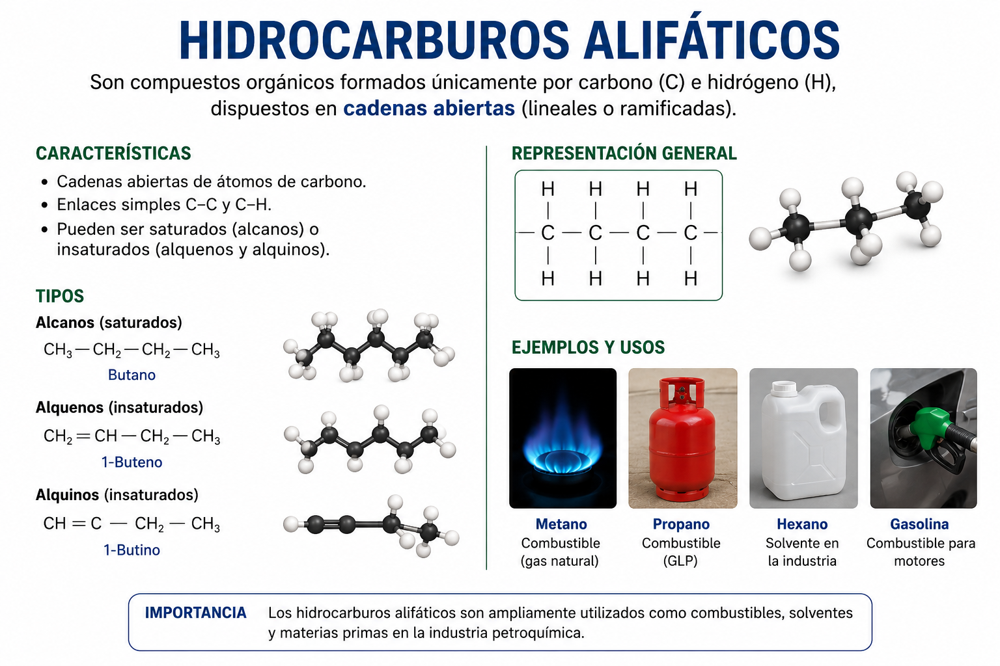 HIDROCARBUROS ALIFÁTICOS
Son compuestos orgánicos formados únicamente por carbono (C) e hidrógeno (H),
dispuestos en cadenas abiertas (lineales o ramificadas).
CARACTERÍSTICAS
• Cadenas abiertas de átomos de carbono.
• Enlaces simples C–C y C–H.
• Pueden ser saturados (alcanos) o
insaturados (alquenos y alquinos).
TIPOS
Alcanos (saturados)
CH₃ — CH₂ — CH₂ — CH₃
Butano
Alquenos (insaturados)
CH₂ = CH — CH₂ — CH₃
1-Buteno
Alquinos (insaturados)
CH = C — CH₂ — CH₃
1-Butino
REPRESENTACIÓN GENERAL
H H H H
— C — C — C — C —
H H H H
EJEMPLOS Y USOS
Metano
Combustible
(gas natural)
Propano
Combustible
(GLP)
Hexano
Solvente en
la industria
Gasolina
Combustible para
motores
IMPORTANCIA
Los hidrocarburos alifáticos son ampliamente utilizados como combustibles, solventes
y materias primas en la industria petroquímica.